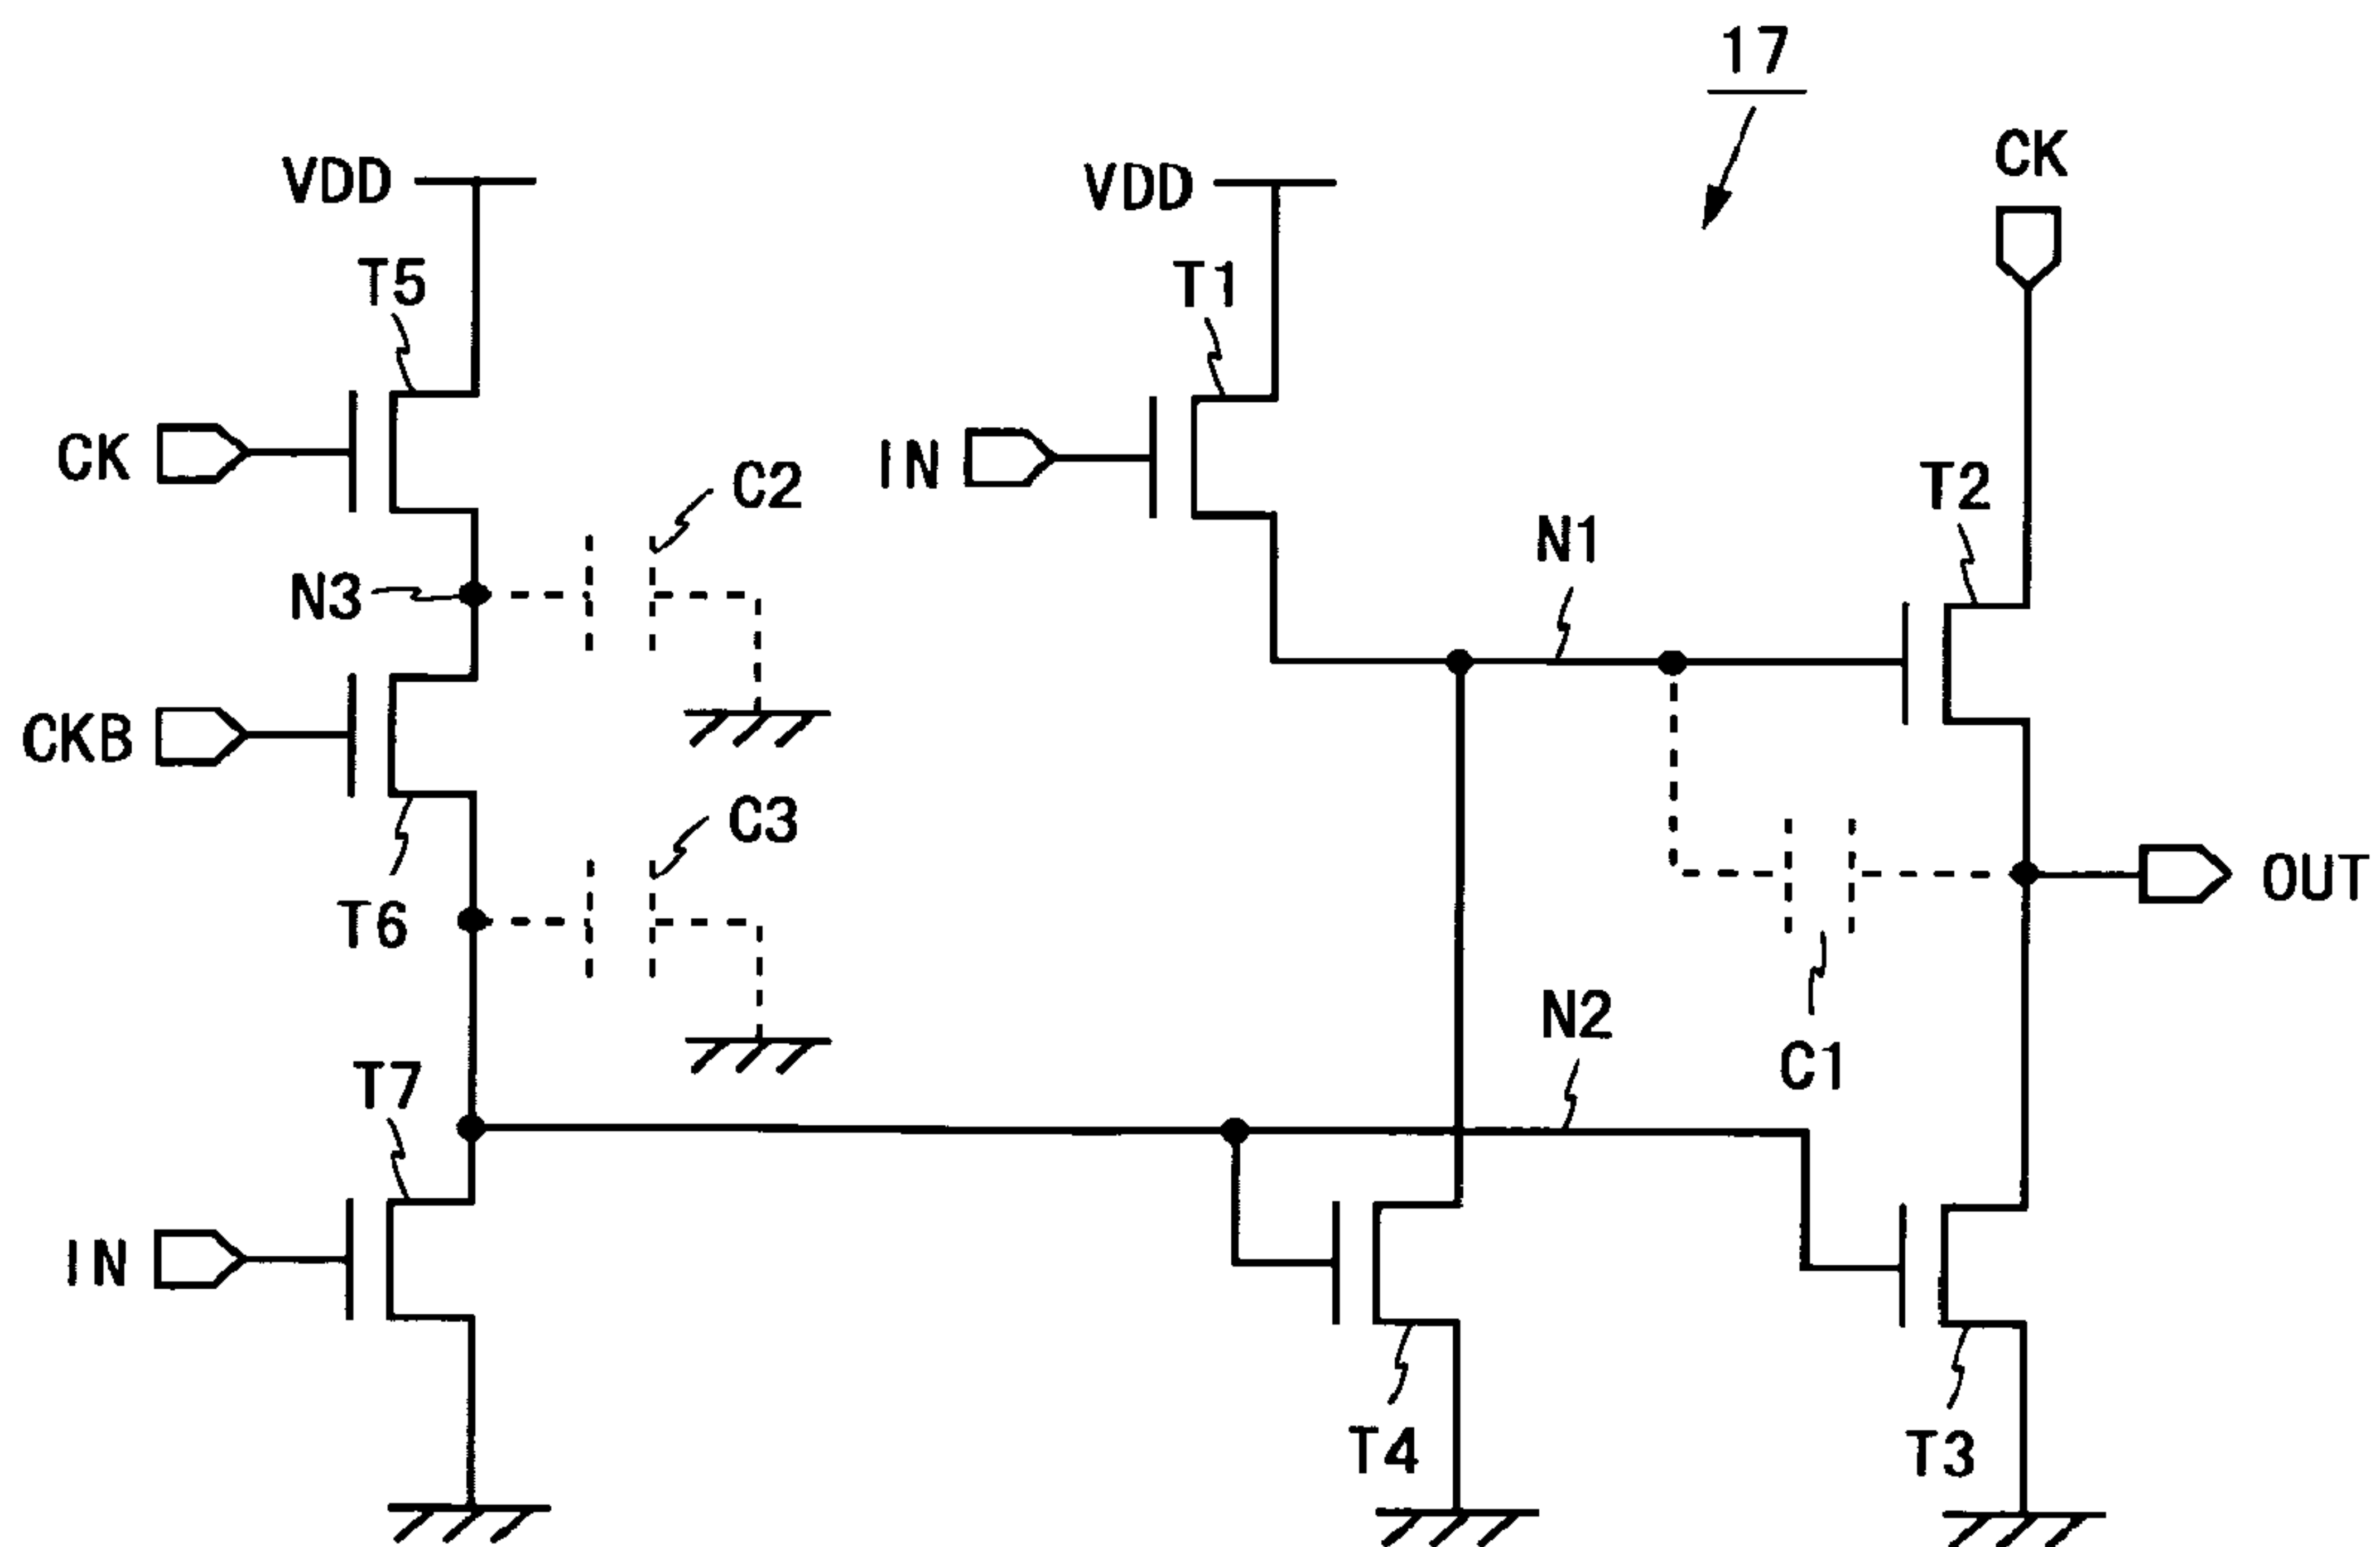 17
CK
VDD
VDD
T5
T1
CK
C2
IN
T2
N3
N1
CKB
C3
T6
OUT
N2
T7
C1
IN
T4
T3